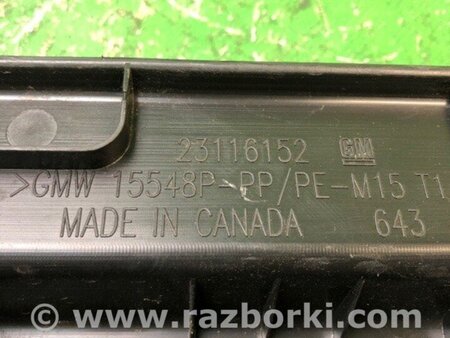 23116152 GM
>GMW 15548P-PP/PE-M15 T1
MADE IN CANADA 643
www.razborki.com